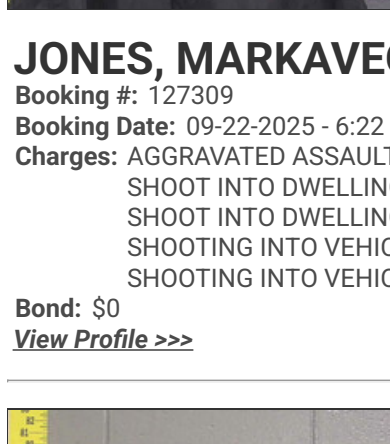 JONES, MARKAVE
Booking #: 127309
Booking Date: 09-22-2025 - 6:22
Charges: AGGRAVATED ASSAULT
SHOOT INTO DWELLIN
SHOOT INTO DWELLIN
SHOOTING INTO VEHIC
SHOOTING INTO VEHIC
Bond: $0
View Profile >>>